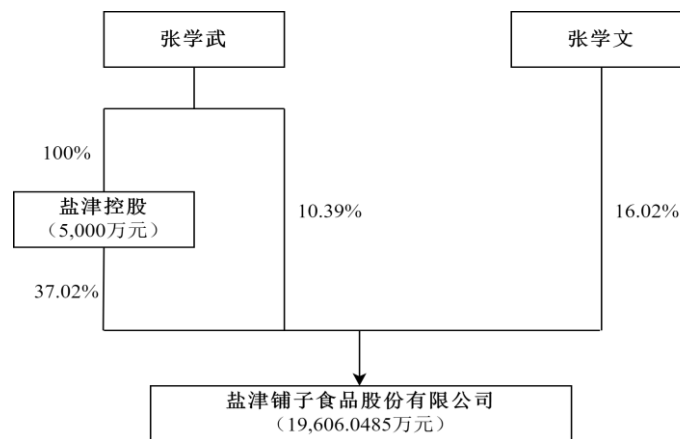 张学武
张学文
100%
盐津控股
（5,000万元）
10.39%
16.02%
37.02%
盐津铺子食品股份有限公司
（19,606.0485万元）